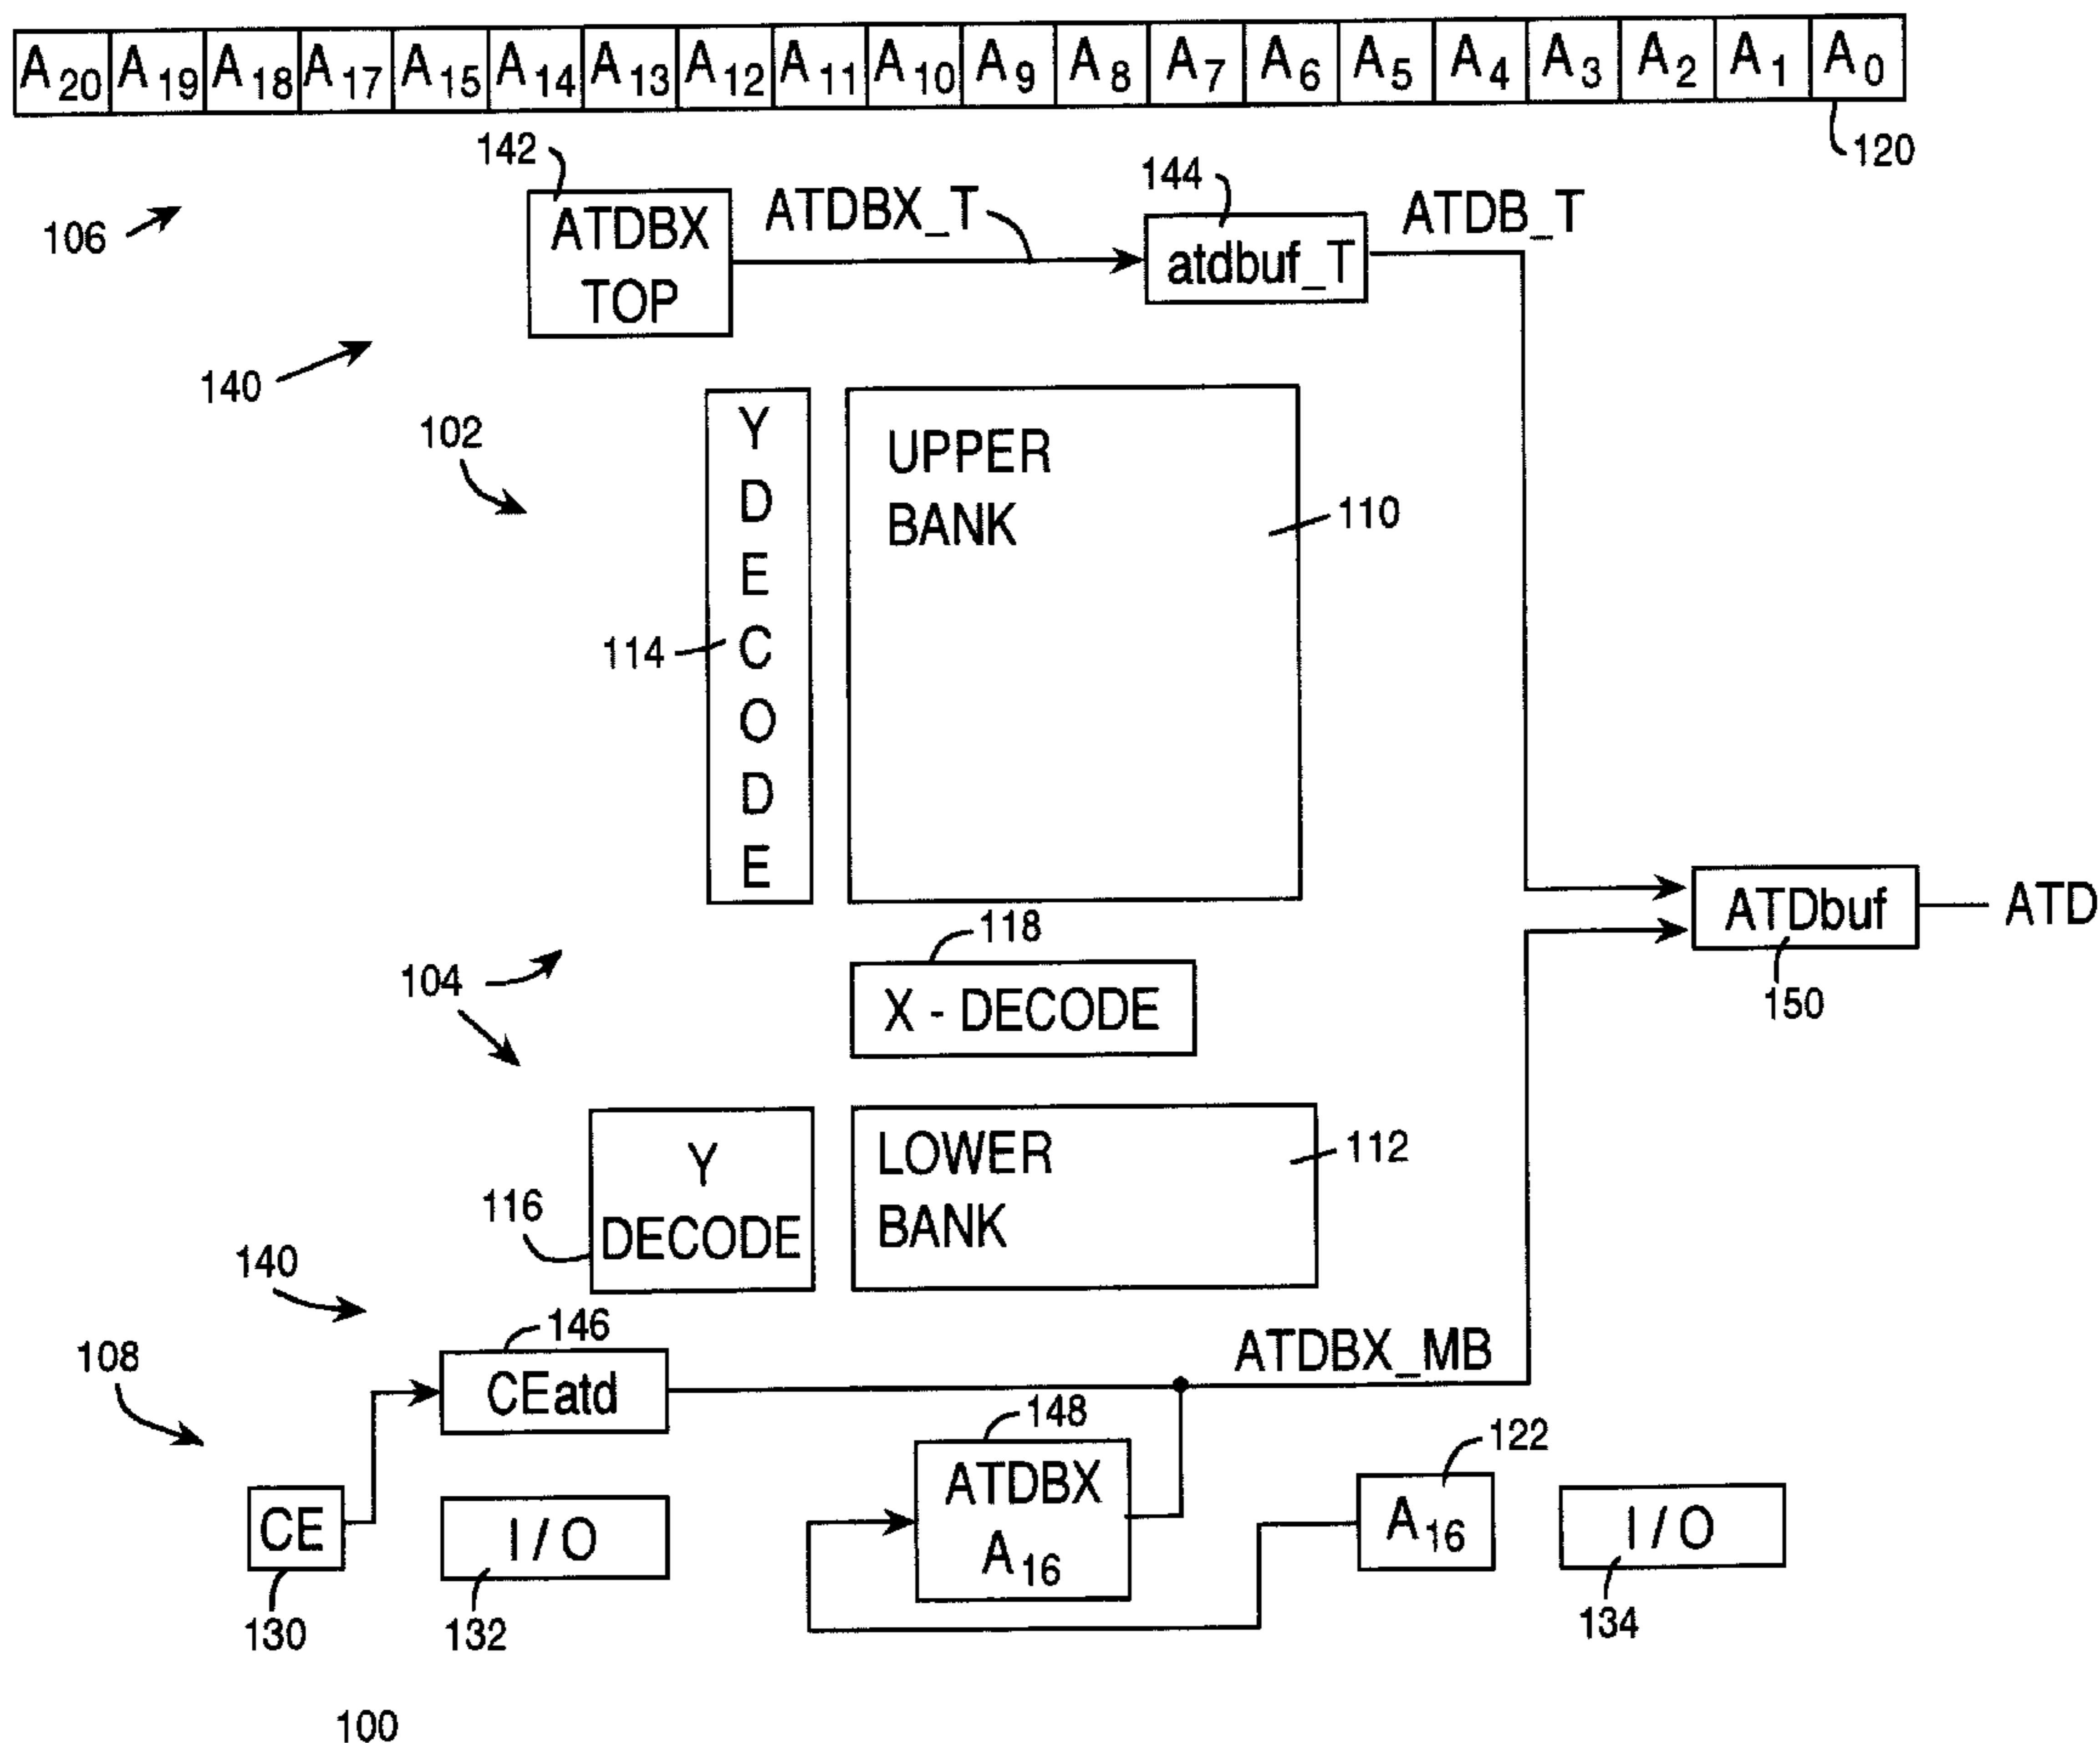 A20 A19 A18 A17 A15 A14 A13 A12 A11 A10 A9 A8 A7 A6 A5 A4 A3 A2 A1 A0
120
142
ATDBX
TOP
ATDBX_T
144
atdbuf_T
ATDB_T
106
140
102
Y
D
E
C
O
D
E
114
UPPER
BANK
110
118
X - DECODE
104
ATDbuf
ATD
150
Y
DECODE
116
LOWER
BANK
112
140
146
CEatd
ATDBX_MB
108
148
ATDBX
A16
122
A16
CE
130
I/O
132
I/O
134
100